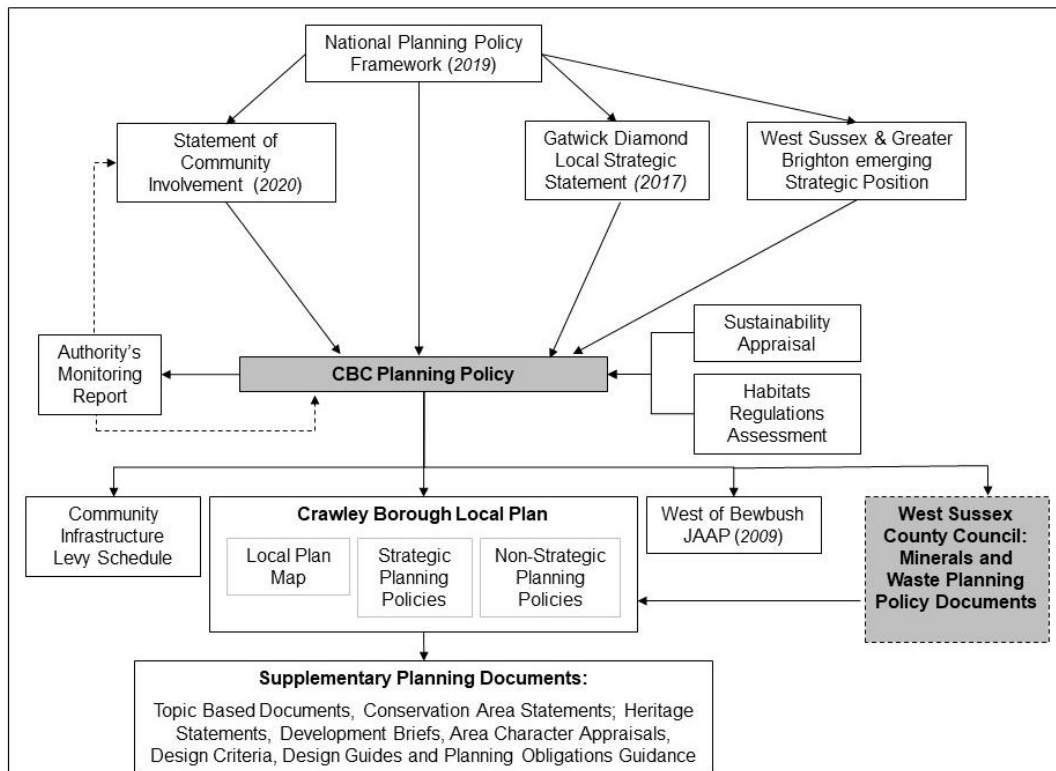 National Planning Policy
Framework (2019)
Statement of
Community
Involvement (2020)
Gatwick Diamond
Local Strategic
Statement (2017)
West Sussex & Greater
Brighton emerging
Strategic Position
Sustainability
Appraisal
Authority's
Monitoring
Report
CBC Planning Policy
Habitats
Regulations
Assessment
Community
Infrastructure
Levy Schedule
Crawley Borough Local Plan
Local Plan
Map
Strategic
Planning
Policies
Non-Strategic
Planning
Policies
West of Bewbush
JAAP (2009)
West Sussex
County Council:
Minerals and
Waste Planning
Policy Documents
Supplementary Planning Documents:
Topic Based Documents, Conservation Area Statements; Heritage
Statements, Development Briefs, Area Character Appraisals,
Design Criteria, Design Guides and Planning Obligations Guidance